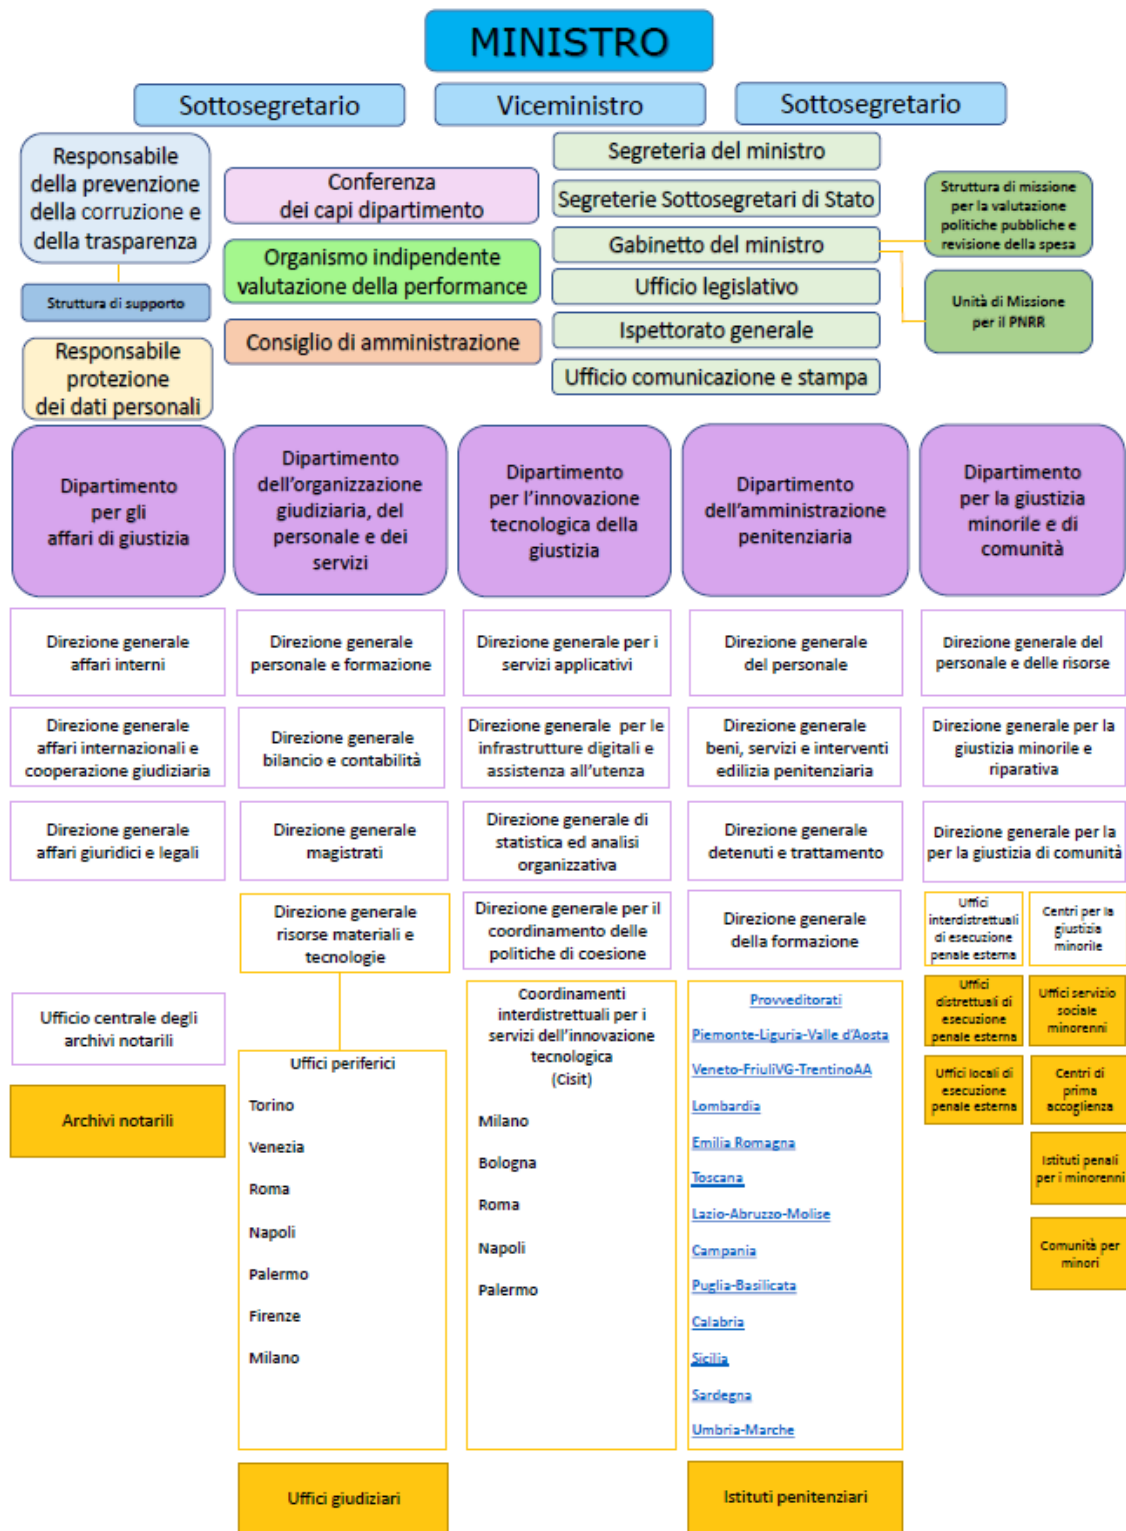 MINISTRO
Sottosegretario
Viceministro
Sottosegretario
Responsabile
della prevenzione
della corruzione e
della trasparenza
Struttura di supporto
Responsabile
protezione
dei dati personali
Conferenza
dei capi dipartimento
Organismo indipendente
valutazione della performance
Consiglio di amministrazione
Segreteria del ministro
Segreterie Sottosegretari di Stato
Gabinetto del ministro
Ufficio legislativo
Ispettorato generale
Ufficio comunicazione e stampa
Struttura di missione
per la valutazione
politiche pubbliche e
revisione della spesa
Unità di Missione
per il PNRR
Dipartimento
per gli
affari di giustizia
Direzione generale
affari interni
Direzione generale
affari internazionali e
cooperazione giudiziaria
Direzione generale
affari giuridici e legali
Ufficio centrale degli
archivi notarili
Archivi notarili
Dipartimento
dell'organizzazione
giudiziaria, del
personale e dei
servizi
Direzione generale
personale e formazione
Direzione generale
bilancio e contabilità
Direzione generale
magistrati
Direzione generale
risorse materiali e
tecnologie
Uffici periferici
Torino
Venezia
Roma
Napoli
Palermo
Firenze
Milano
Uffici giudiziari
Dipartimento
per l'innovazione
tecnologica della
giustizia
Direzione generale per i
servizi applicativi
Direzione generale per le
infrastrutture digitali e
assistenza all'utenza
Direzione generale di
statistica ed analisi
organizzativa
Direzione generale per il
coordinamento delle
politiche di coesione
Coordinamenti
interdistrettuali per i
servizi dell'innovazione
tecnologica
(Cisit)
Milano
Bologna
Roma
Napoli
Palermo
Dipartimento
dell'amministrazione
penitenziaria
Direzione generale
del personale
Direzione generale
beni, servizi e interventi
edilizia penitenziaria
Direzione generale
detenuti e trattamento
Direzione generale
della formazione
Provveditorati
Piemonte-Liguria-Valle d'Aosta
Veneto-FriuliVG-TrentinoAA
Lombardia
Emilia Romagna
Toscana
Lazio-Abruzzo-Molise
Campania
Puglia-Basilicata
Calabria
Sicilia
Sardegna
Umbria-Marche
Istituti penitenziari
Dipartimento
per la giustizia
minorile e di
comunità
Direzione generale del
personale e delle risorse
Direzione generale per la
giustizia minorile e
riparativa
Direzione generale per la
per la giustizia di comunità
Uffici
interdistrettuali
di esecuzione
penale esterna
Uffici
distrettuali di
esecuzione
penale esterna
Uffici locali di
esecuzione
penale esterna
Centri per la
giustizia
minorile
Uffici servizio
sociale
minorenni
Centri di
prima
accoglienza
Istituti penali
per i minorenni
Comunità per
minori